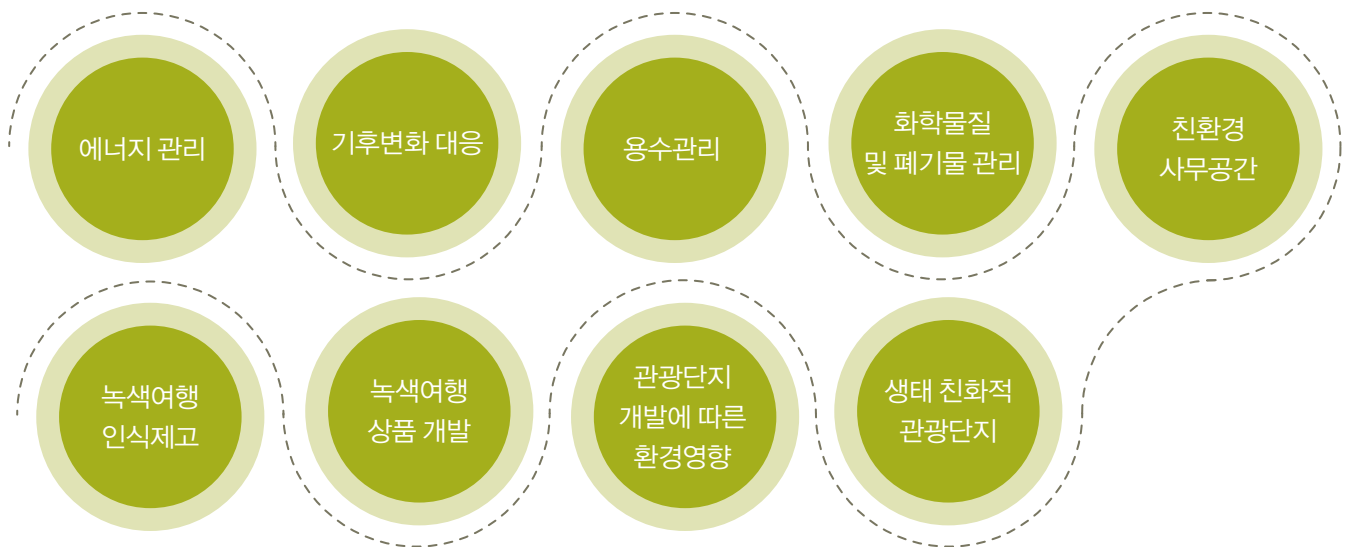 에너지 관리
기후변화 대응
용수관리
화학물질
및 폐기물 관리
친환경
사무공간
녹색여행
인식제고
녹색여행
상품 개발
관광단지
개발에 따른
환경영향
생태 친화적
관광단지